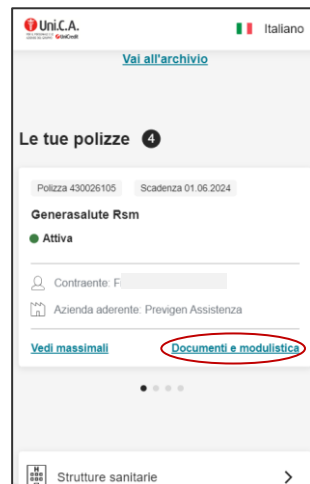 Uni.C.A.
UniCredit
Italiano
Vai all'archivio
Le tue polizze 4
Polizza 430026105 Scadenza 01.06.2024
Generasalute Rsm
Attiva
Contraente: F
Azienda aderente: Previgen Assistenza
Vedi massimali Documenti e modulistica
H
Strutture sanitarie